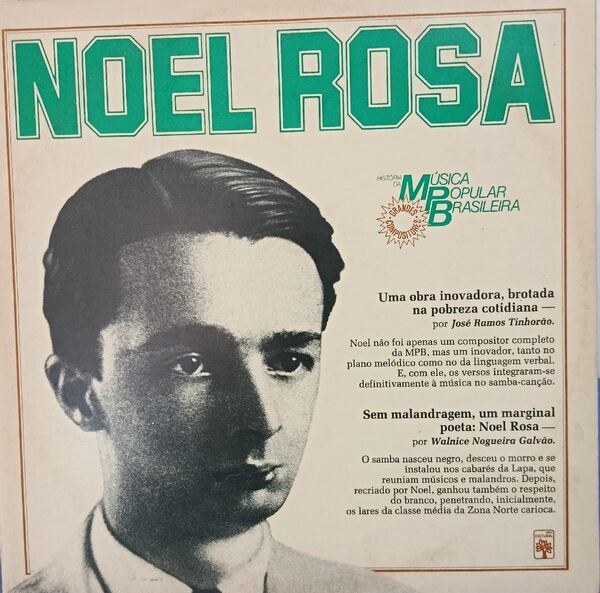 NOEL ROSA
HISTÓRIA DA
MÚSICA
POPULAR
BRASILEIRA
GRANDES
COMPOSITORES
Uma obra inovadora, brotada
na pobreza cotidiana —
por José Ramos Tinhorão.
Noel não foi apenas um compositor completo
da MPB, mas um inovador, tanto no
plano melódico como no da linguagem verbal.
E, com ele, os versos integraram-se
definitivamente à música no samba-canção.
Sem malandragem, um marginal
poeta: Noel Rosa —
por Walnice Nogueira Galvão.
O samba nasceu negro, desceu o morro e se
instalou nos cabarés da Lapa, que
reuniam músicos e malandros. Depois,
recriado por Noel, ganhou também o respeito
do branco, penetrando, inicialmente,
os lares da classe média da Zona Norte carioca.
CULTURAL